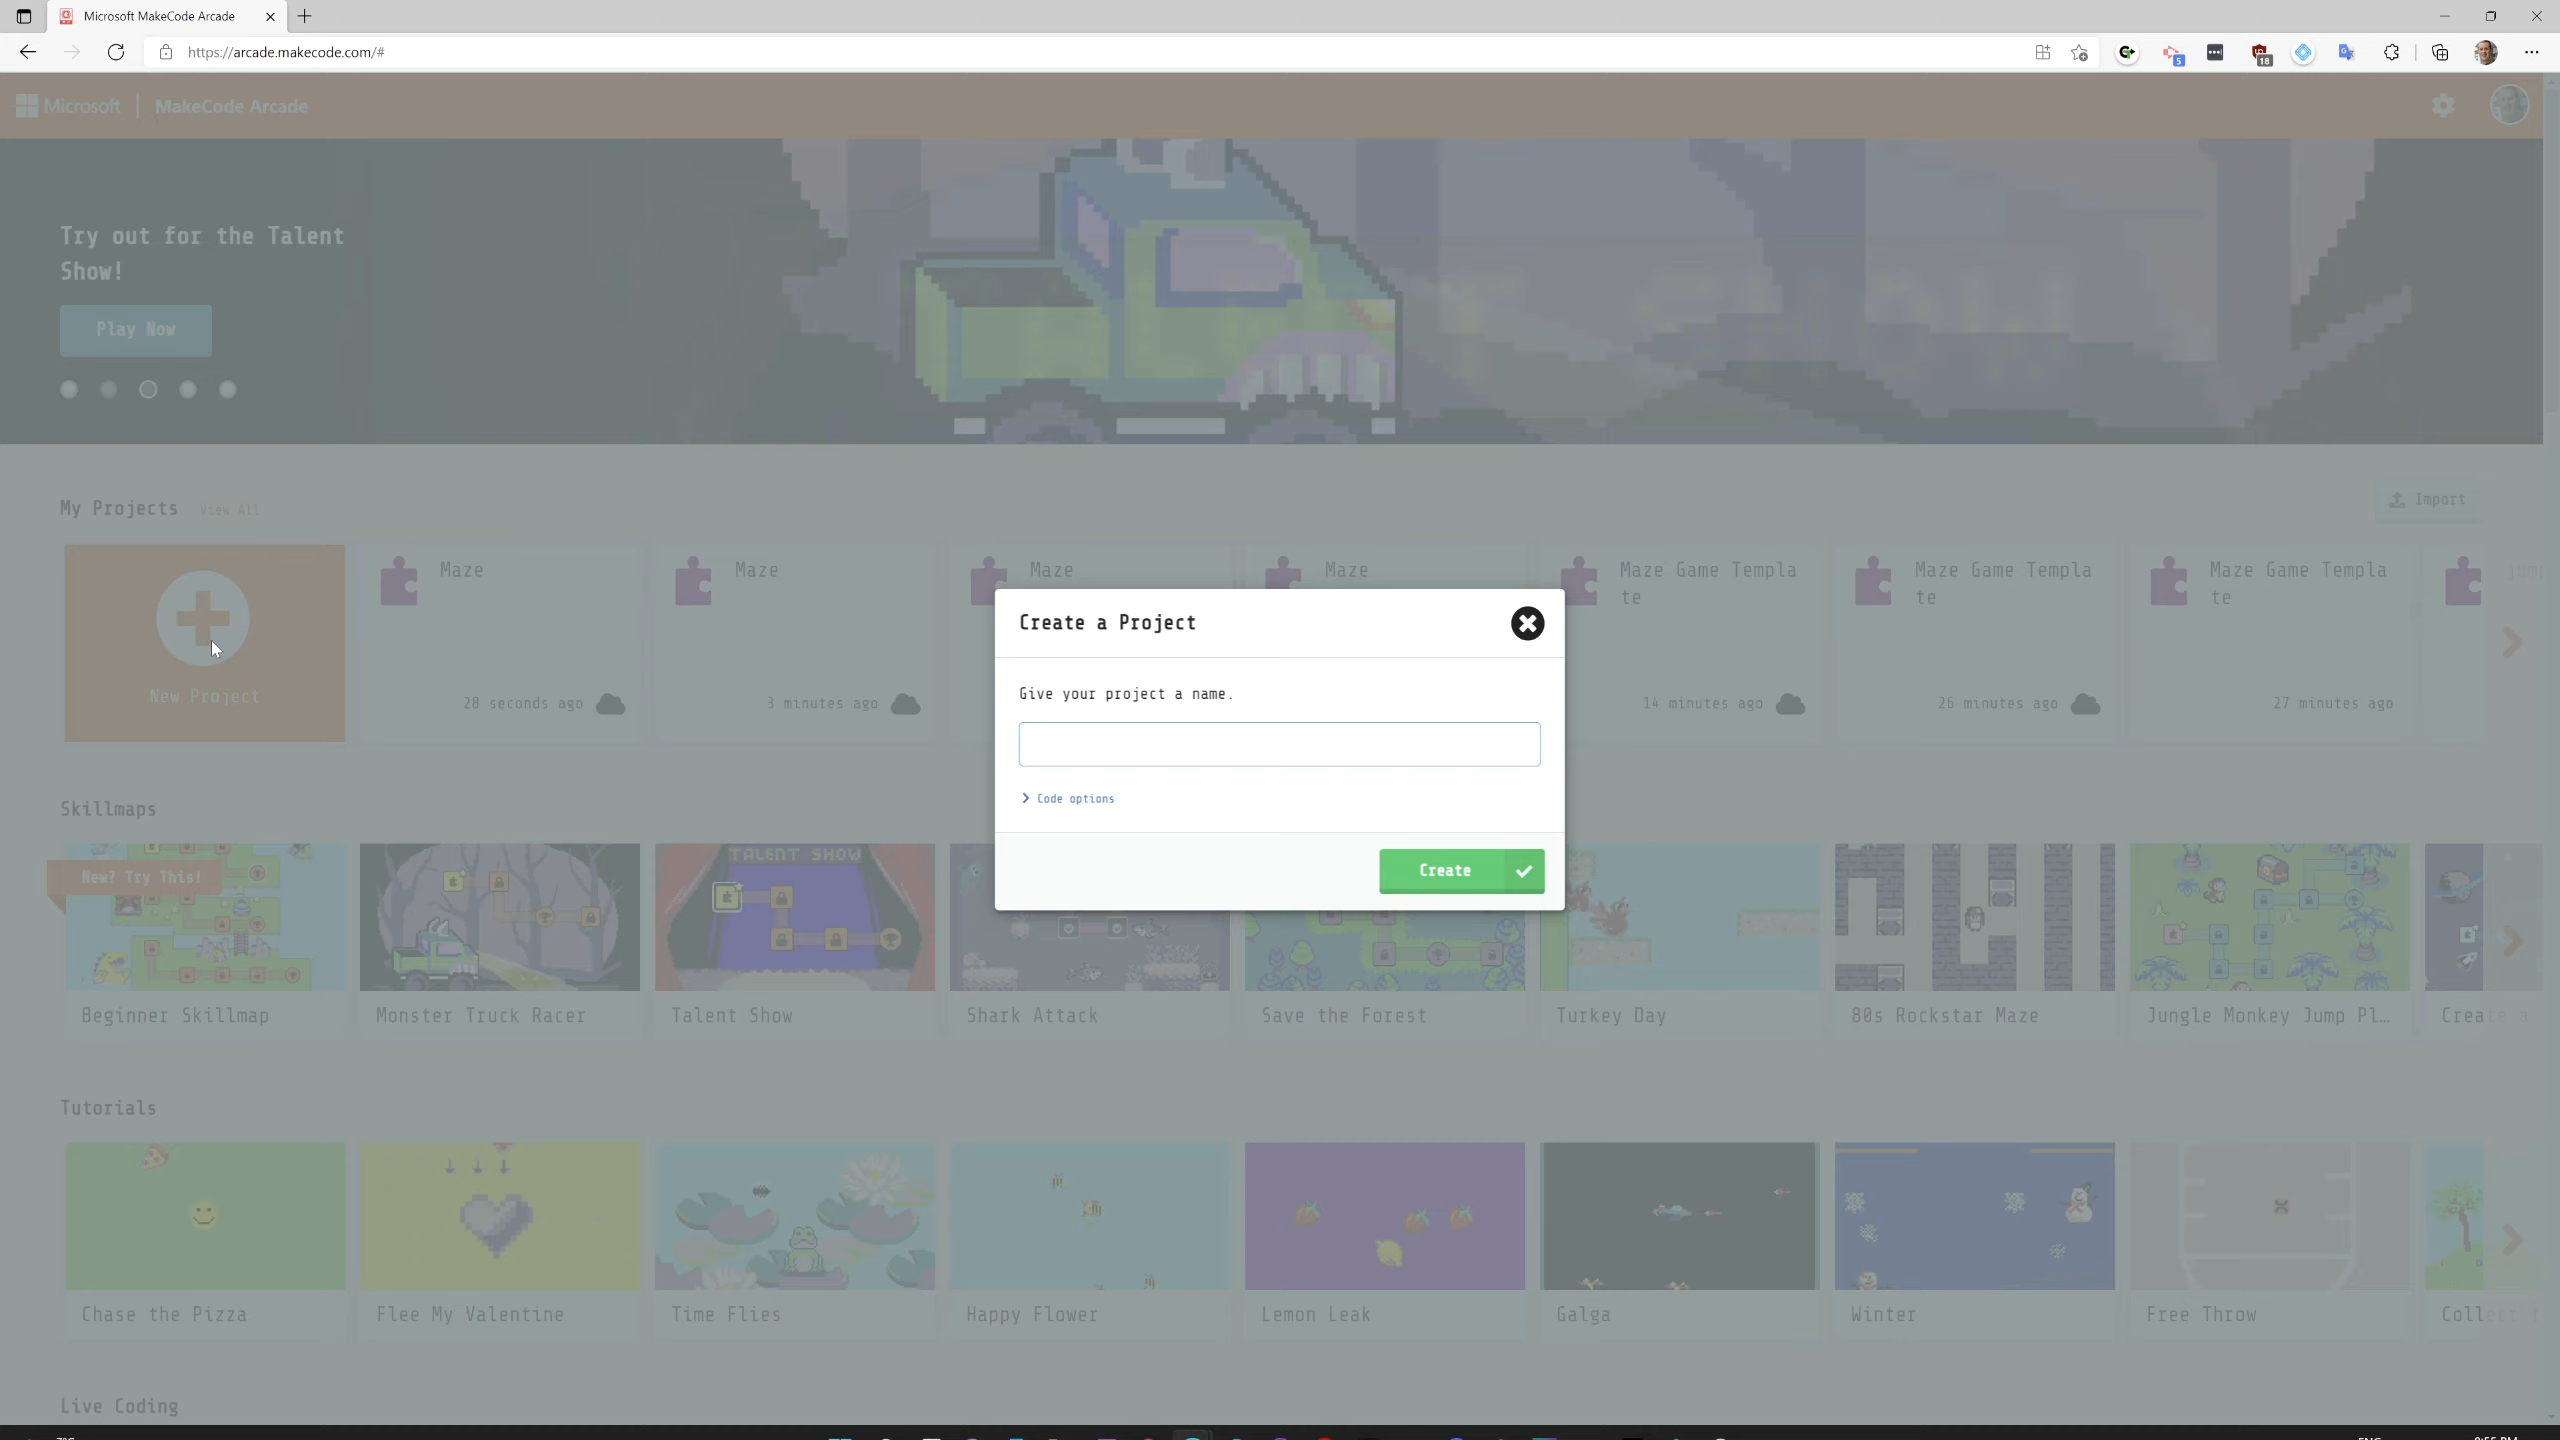 Microsoft MakeCode Arcade
https://arcade.makecode.com/#
5
18
Microsoft | MakeCode Arcade
Try out for the Talent
Show!
Play Now
My Projects View All
Import
New Project
Maze
28 seconds ago
Maze
3 minutes ago
Maze
Maze
Maze Game Templa
te
14 minutes ago
Maze Game Templa
te
26 minutes ago
Maze Game Templa
te
27 minutes ago
Create a Project
Give your project a name.
Code options
Create
Skillmaps
New? Try This!
TALENT SHOW
Beginner Skillmap
Monster Truck Racer
Talent Show
Shark Attack
Save the Forest
Turkey Day
80s Rockstar Maze
Jungle Monkey Jump Pl…
Create a
Tutorials
Chase the Pizza
Flee My Valentine
Time Flies
Happy Flower
Lemon Leak
Galga
Winter
Free Throw
Live Coding